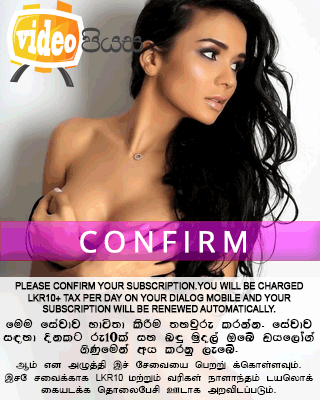 video
පියස
CONFIRM
PLEASE CONFIRM YOUR SUBSCRIPTION.YOU WILL BE CHARGED
LKR10+ TAX PER DAY ON YOUR DIALOG MOBILE AND YOUR
SUBSCRIPTION WILL BE RENEWED AUTOMATICALLY.
මෙම සේවාව භාවිතා කිරීම තහවුරු කරන්න. සේවාව
සඳහා දිනකට රු10ක් සහ බදු මුදල් ඔබේ ඩයලොග්
ගිණුමෙන් අය කරනු ලැබේ.
ஆம் என அழுத்தி இச் சேவையை பெற்று க்கொள்ளவும்.
இச்சே சவைக்காக LKR10 மற்றும் வரிகள் நாளாந்தம் டயலொக்
கையடக்க தொலைபேசி ஊடாக அறவிடப்படும்.